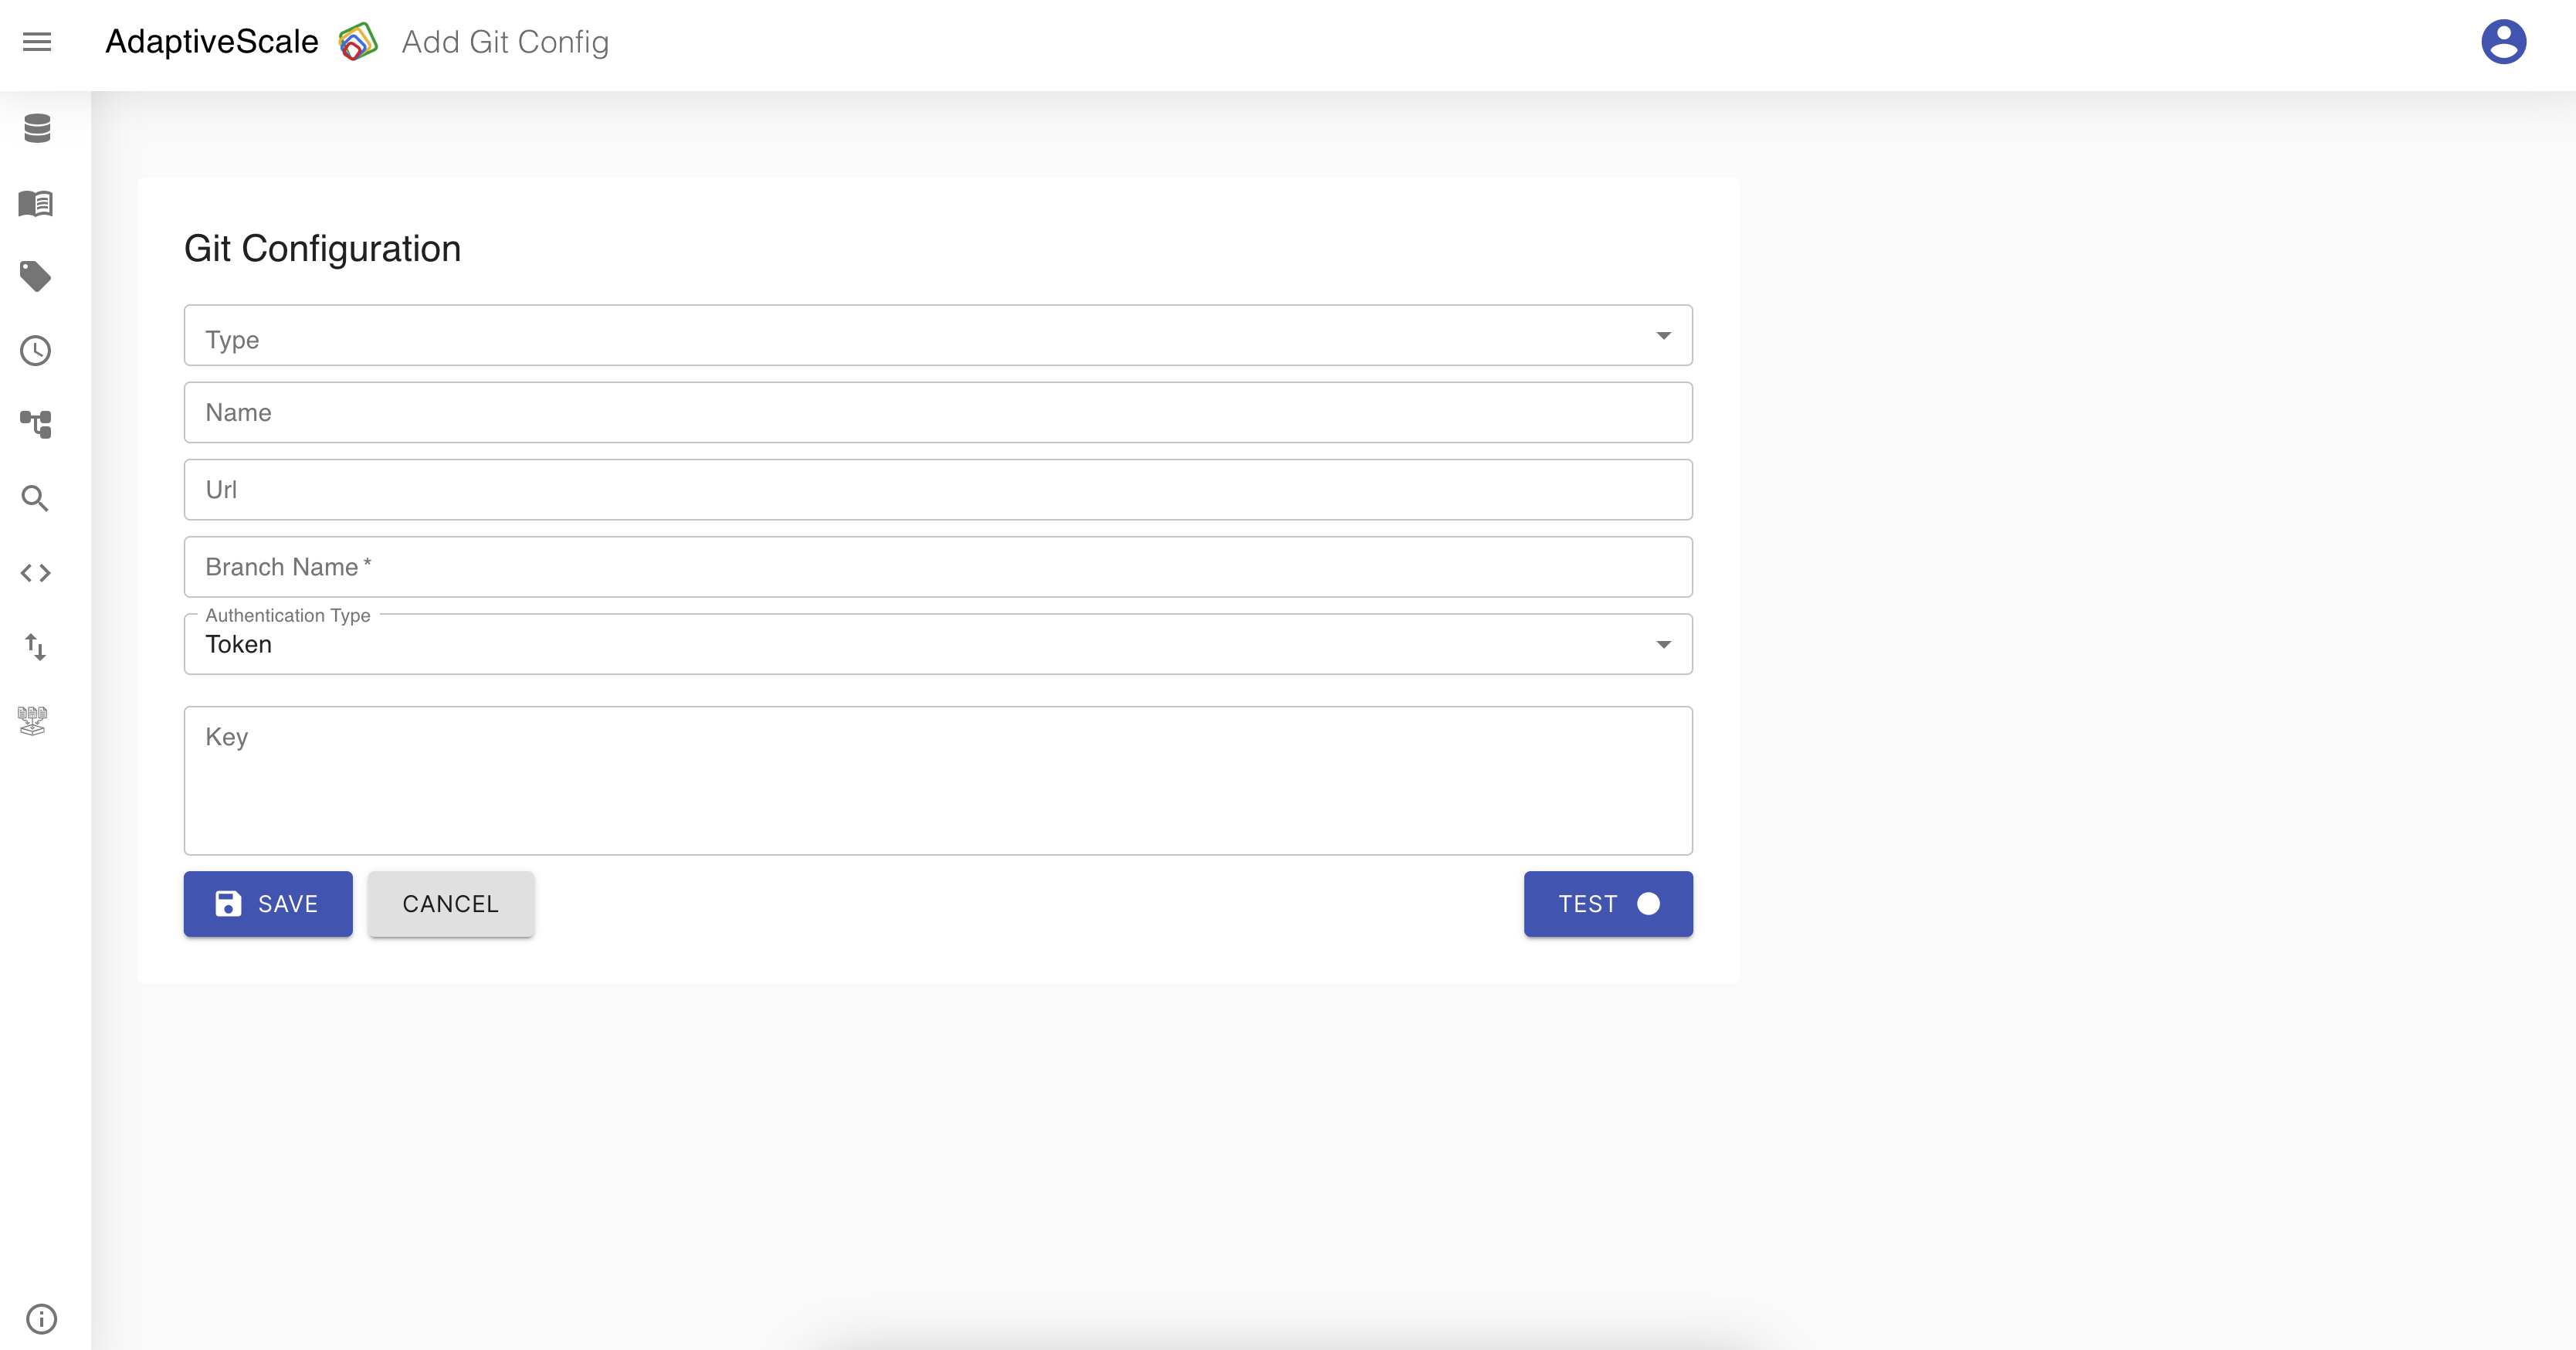 AdaptiveScale Add Git Config
Git Configuration
Type
Name
Url
Branch Name *
Authentication Type
Token
Key
SAVE CANCEL TEST